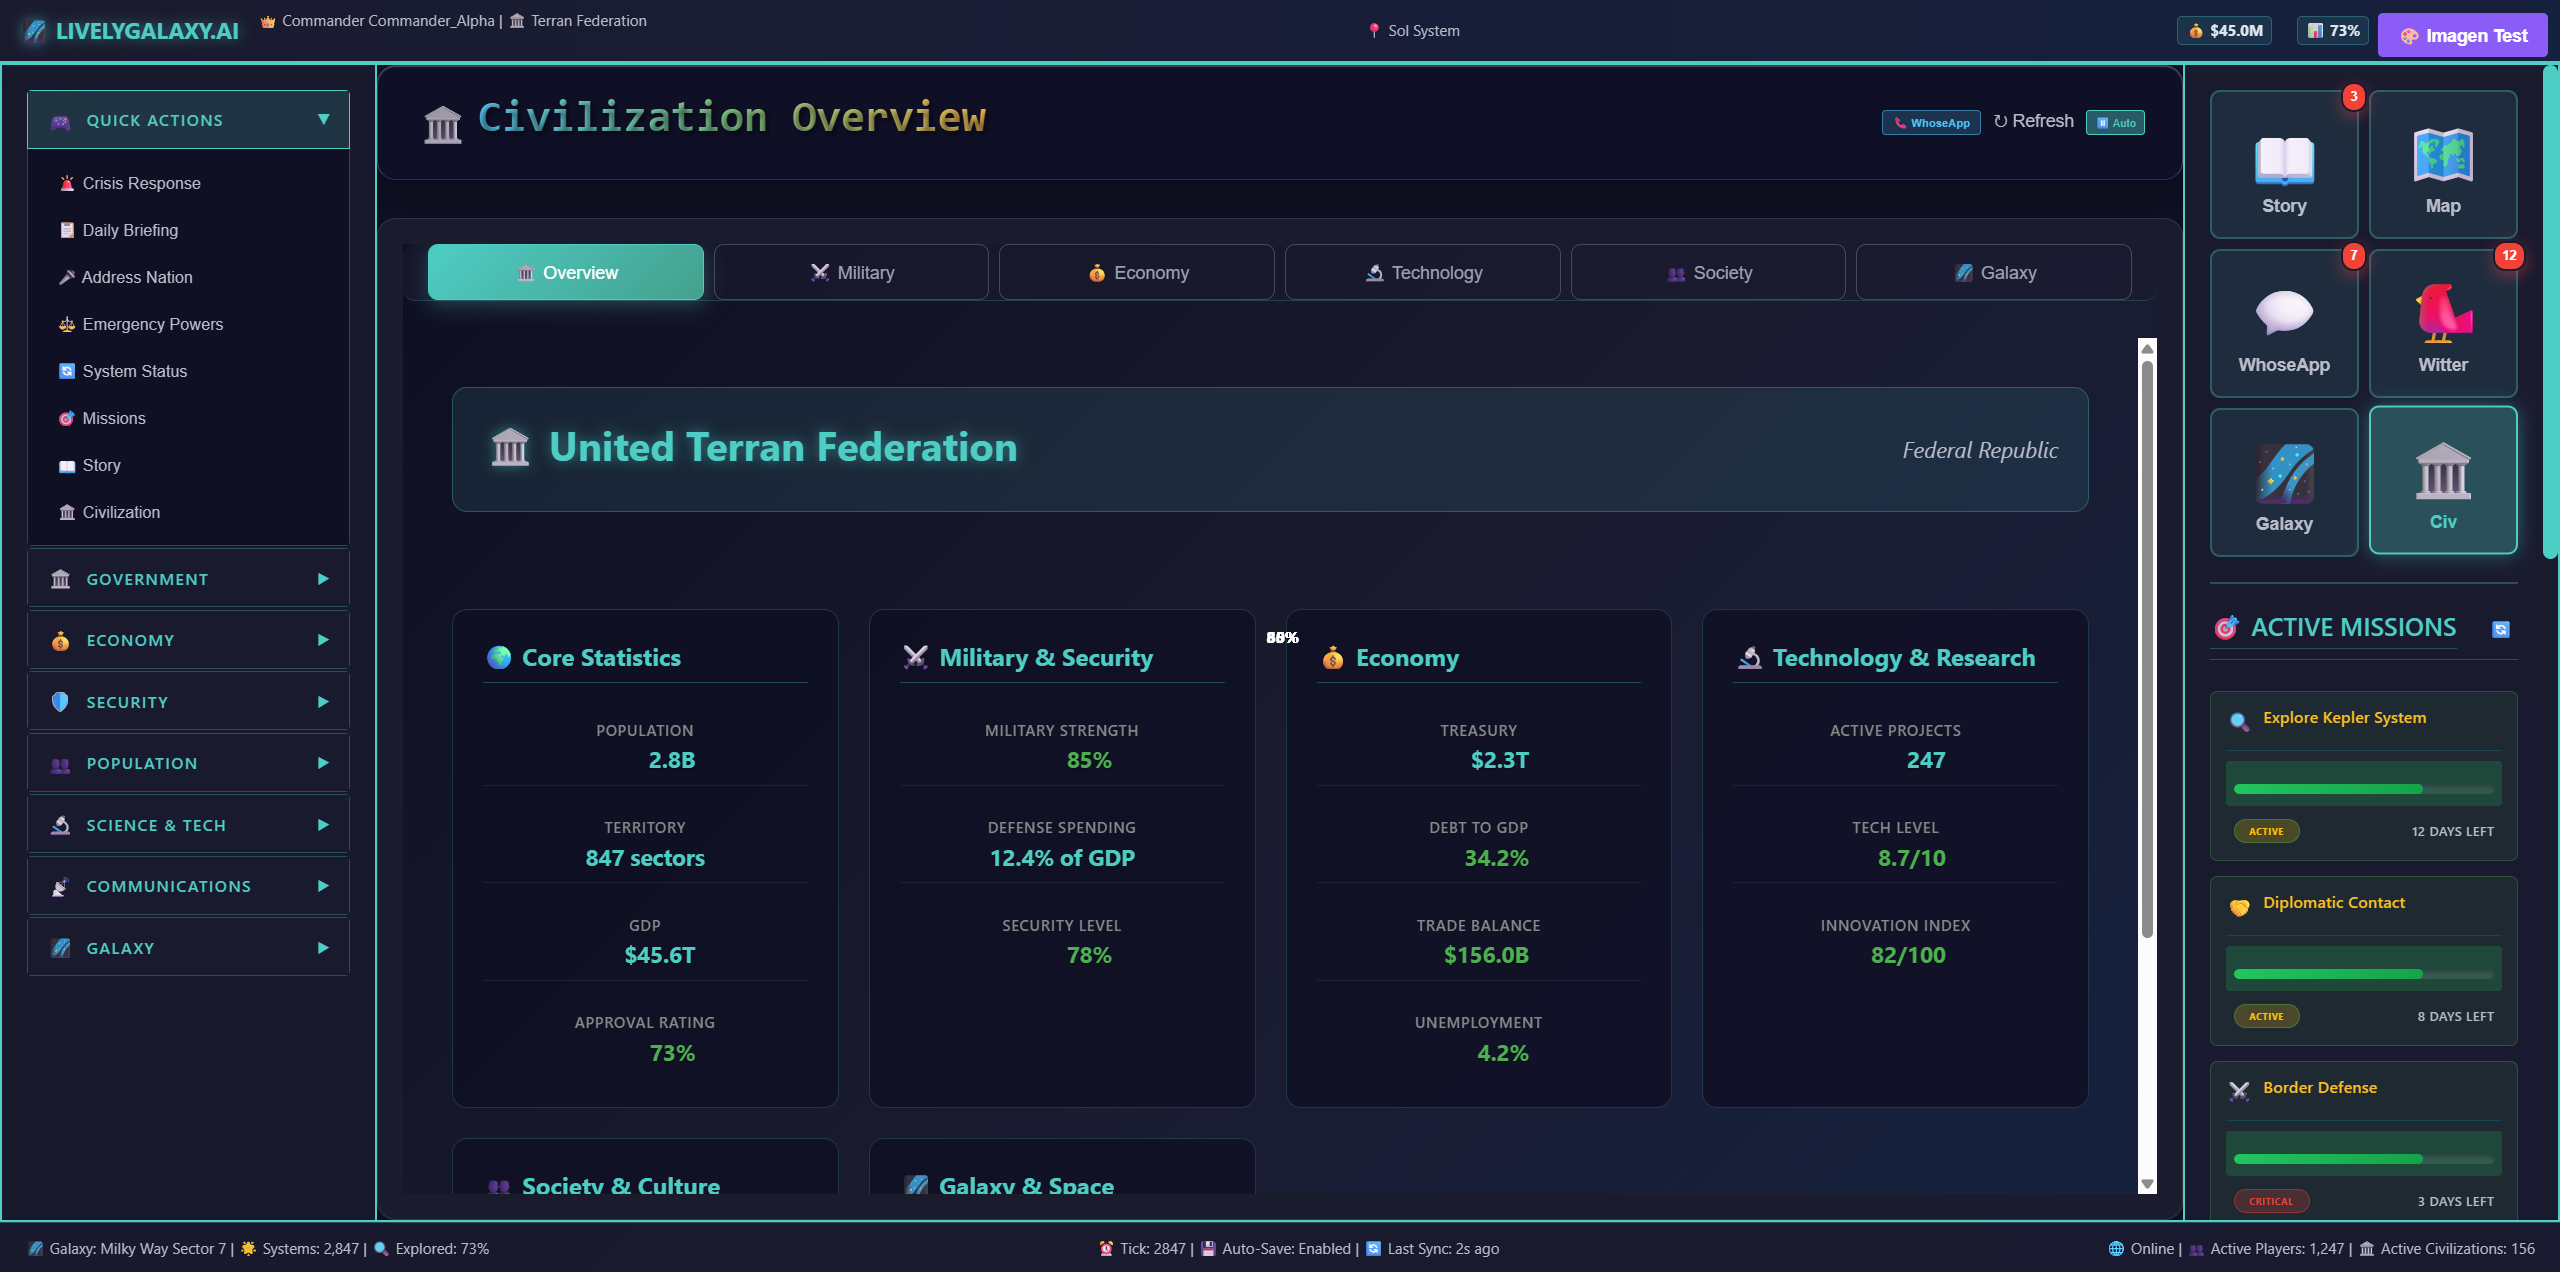 LIVELYGALAXY.AI
Commander Commander_Alpha | Terran Federation
Sol System
$45.0M
73%
Imagen Test
QUICK ACTIONS
Crisis Response
Daily Briefing
Address Nation
Emergency Powers
System Status
Missions
Story
Civilization
GOVERNMENT
ECONOMY
SECURITY
POPULATION
SCIENCE & TECH
COMMUNICATIONS
GALAXY
Civilization Overview
WhoseApp
↻ Refresh
Auto
Overview
Military
Economy
Technology
Society
Galaxy
United Terran Federation
Federal Republic
Core Statistics
POPULATION
2.8B
TERRITORY
847 sectors
GDP
$45.6T
APPROVAL RATING
73%
Military & Security
MILITARY STRENGTH
85%
DEFENSE SPENDING
12.4% of GDP
SECURITY LEVEL
78%
Economy
TREASURY
$2.3T
DEBT TO GDP
34.2%
TRADE BALANCE
$156.0B
UNEMPLOYMENT
4.2%
Technology & Research
ACTIVE PROJECTS
247
TECH LEVEL
8.7/10
INNOVATION INDEX
82/100
Society & Culture
Galaxy & Space
3
Story
Map
7
WhoseApp
12
Witter
Galaxy
Civ
ACTIVE MISSIONS
Explore Kepler System
ACTIVE
12 DAYS LEFT
Diplomatic Contact
ACTIVE
8 DAYS LEFT
Border Defense
CRITICAL
3 DAYS LEFT
Galaxy: Milky Way Sector 7 | Systems: 2,847 | Explored: 73%
Tick: 2847 | Auto-Save: Enabled | Last Sync: 2s ago
Online | Active Players: 1,247 | Active Civilizations: 156